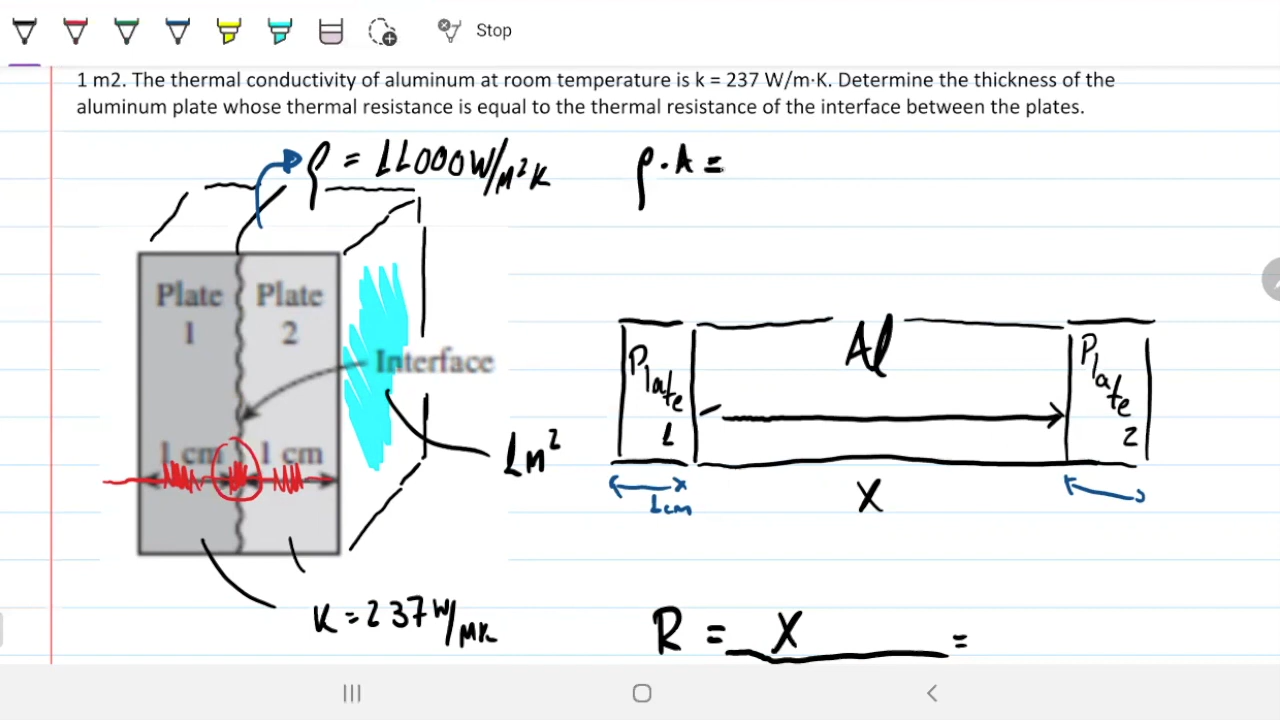 Stop
1 m2. The thermal conductivity of aluminum at room temperature is k = 237 W/m·K. Determine the thickness of the
aluminum plate whose thermal resistance is equal to the thermal resistance of the interface between the plates.
ρ = 11000 W/m²K
ρ · A =
Plate 1
Plate 2
Interface
1 cm
1 cm
1m²
K = 237 W/mK
Plate 1
Al
Plate 2
1cm
X
R = X =